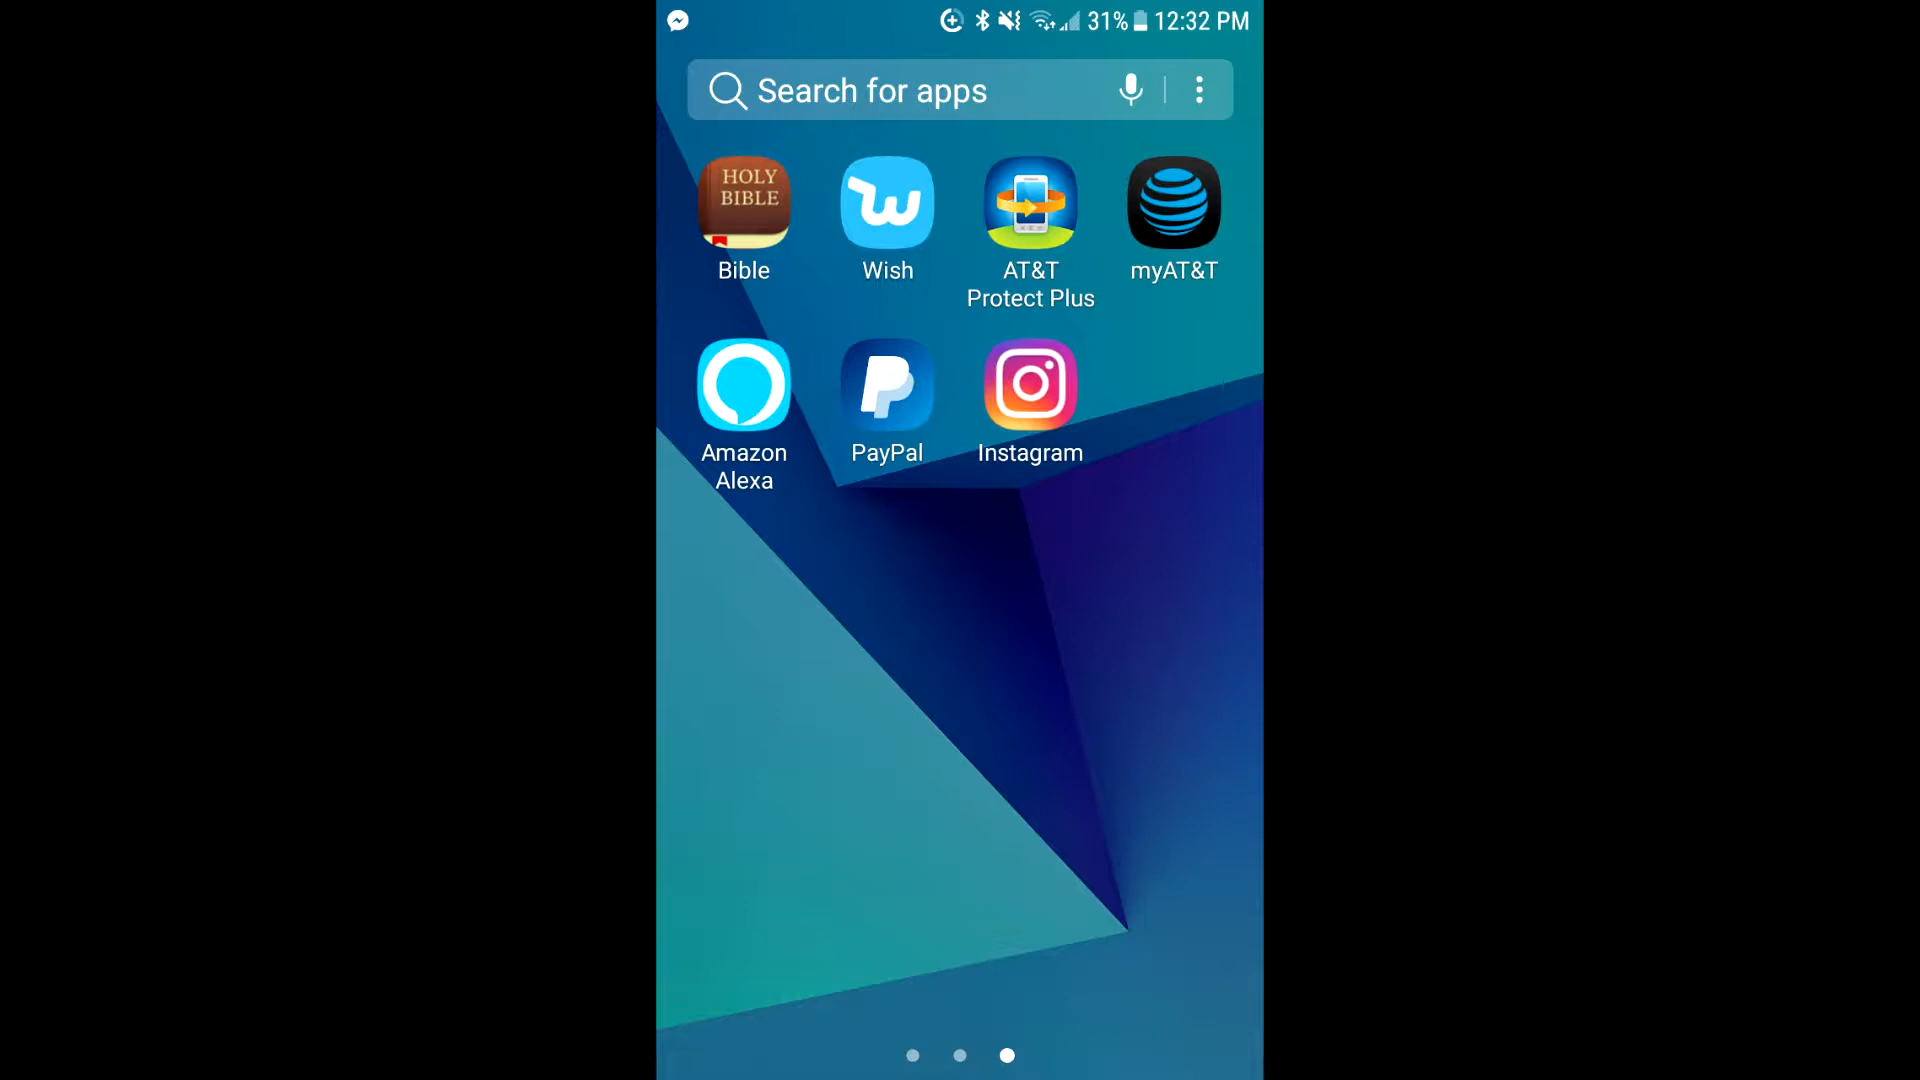 31% 12:32 PM
Search for apps
HOLY
BIBLE
Bible
Wish
AT&T
Protect Plus
myAT&T
Amazon
Alexa
PayPal
Instagram